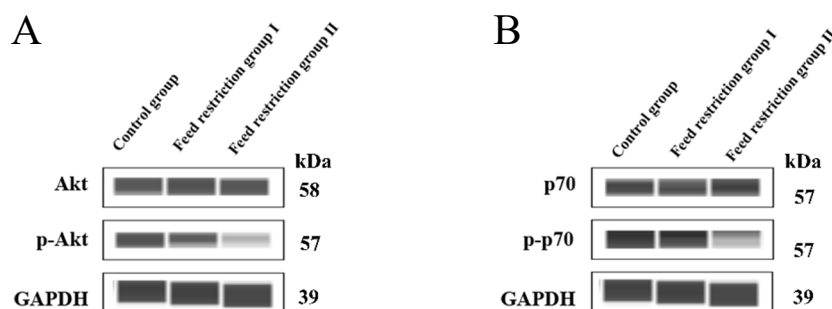 A
Control group
Feed restriction group I
Feed restriction group II
kDa
Akt
58
p-Akt
57
GAPDH
39
B
Control group
Feed restriction group I
Feed restriction group II
kDa
p70
57
p-p70
57
GAPDH
39